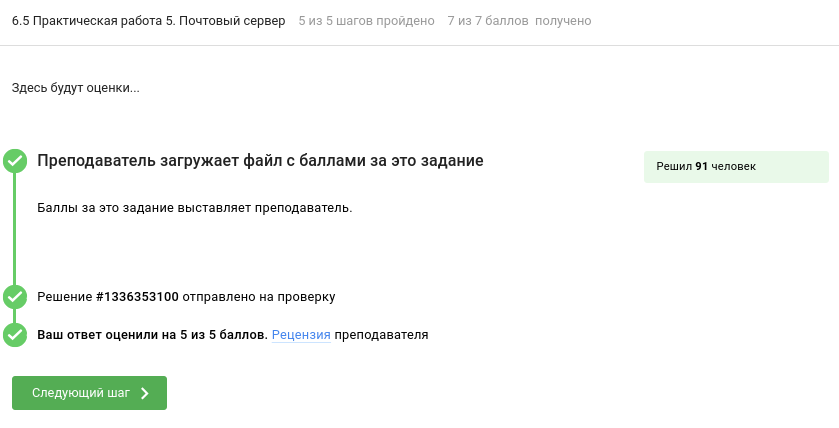 6.5 Практическая работа 5. Почтовый сервер 5 из 5 шагов пройдено 7 из 7 баллов получено
Здесь будут оценки...
Преподаватель загружает файл с баллами за это задание
Решил 91 человек
Баллы за это задание выставляет преподаватель.
Решение #1336353100 отправлено на проверку
Ваш ответ оценили на 5 из 5 баллов. Рецензия преподавателя
Следующий шаг